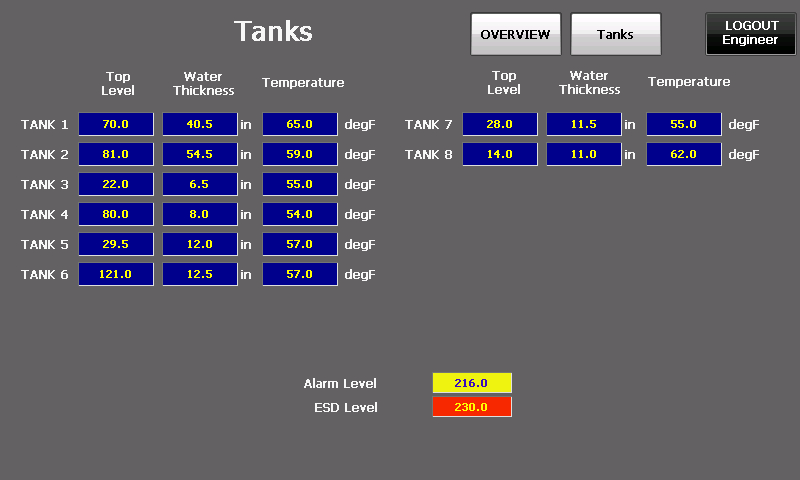 Tanks
OVERVIEW
Tanks
LOGOUT
Engineer
Top
Level
Water
Thickness
Temperature
TANK 1 70.0 40.5 in 65.0 degF
TANK 2 81.0 54.5 in 59.0 degF
TANK 3 22.0 6.5 in 55.0 degF
TANK 4 80.0 8.0 in 54.0 degF
TANK 5 29.5 12.0 in 57.0 degF
TANK 6 121.0 12.5 in 57.0 degF
Top
Level
Water
Thickness
Temperature
TANK 7 28.0 11.5 in 55.0 degF
TANK 8 14.0 11.0 in 62.0 degF
Alarm Level 216.0
ESD Level 230.0